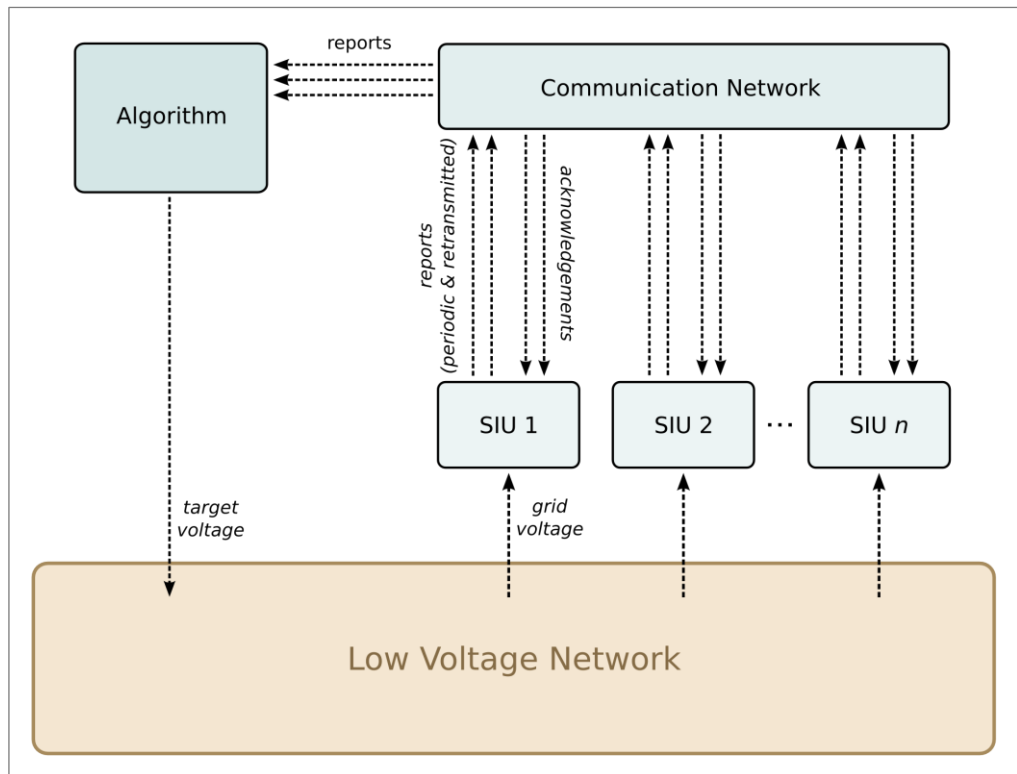 reports
Algorithm
Communication Network
reports
(periodic & retransmitted)
acknowledgements
SIU 1
SIU 2
...
SIU n
target
voltage
grid
voltage
Low Voltage Network